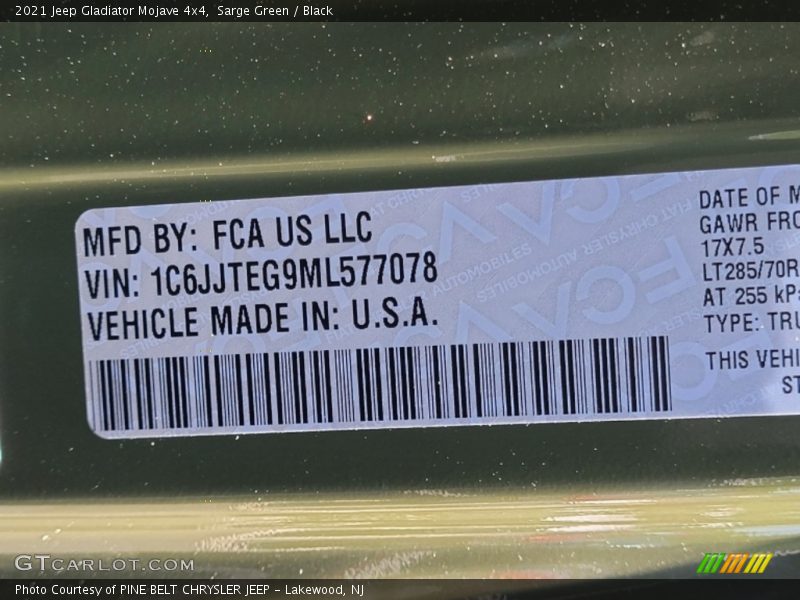 2021 Jeep Gladiator Mojave 4x4, Sarge Green / Black
MFD BY: FCA US LLC
VIN: 1C6JJTEG9ML577078
VEHICLE MADE IN: U.S.A.
DATE OF M
GAWR FRO
17X7.5
LT285/70R
AT 255 kPa
TYPE: TRU
THIS VEHI
ST
GTCARLOT.COM
Photo Courtesy of PINE BELT CHRYSLER JEEP – Lakewood, NJ